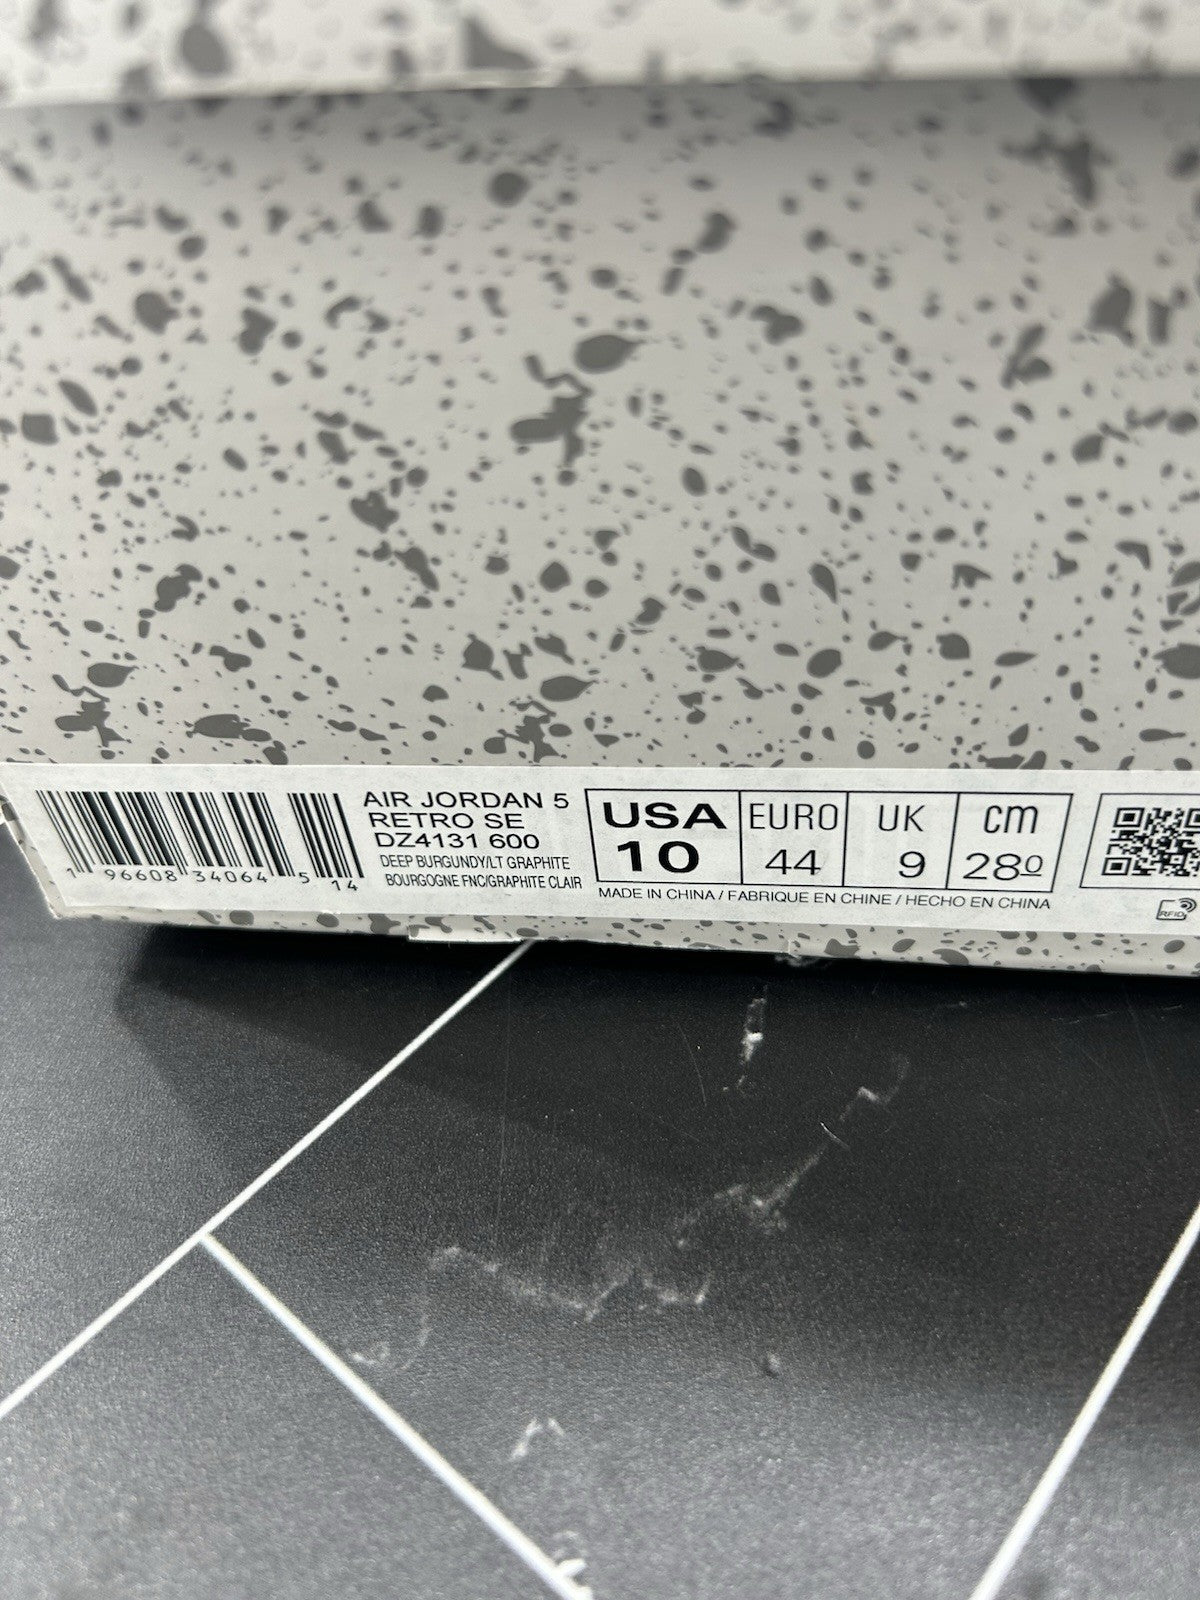 AIR JORDAN 5
RETRO SE
DZ4131 600
DEEP BURGUNDY/LT GRAPHITE
BOURGOGNE FNC/GRAPHITE CLAIR
1 96608 34064 5 14
USA EURO UK cm
10 44 9 280
MADE IN CHINA / FABRIQUE EN CHINE / HECHO EN CHINA
RFID